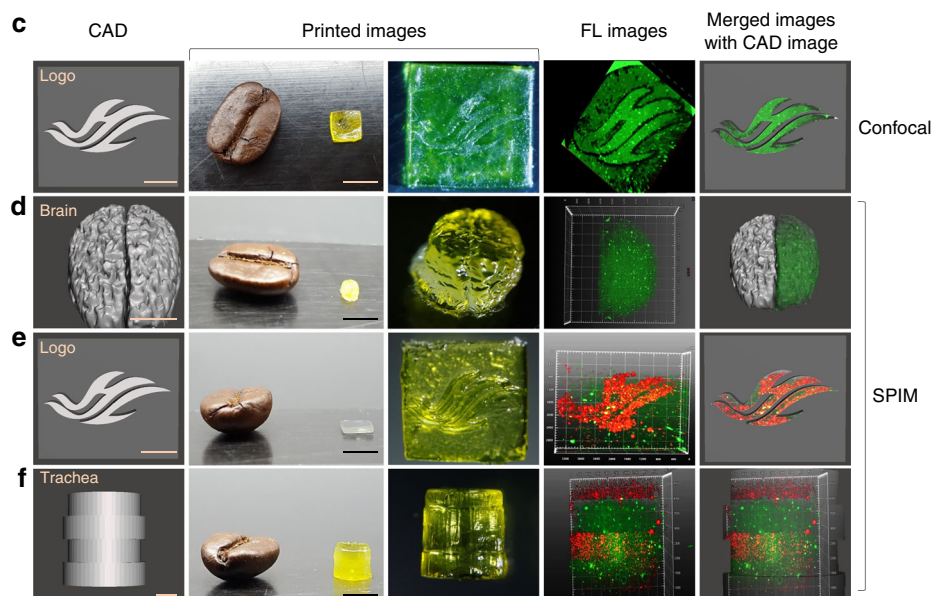 c
CAD
Printed images
FL images
Merged images
with CAD image
Logo
Confocal
d
Brain
e
Logo
SPIM
f
Trachea